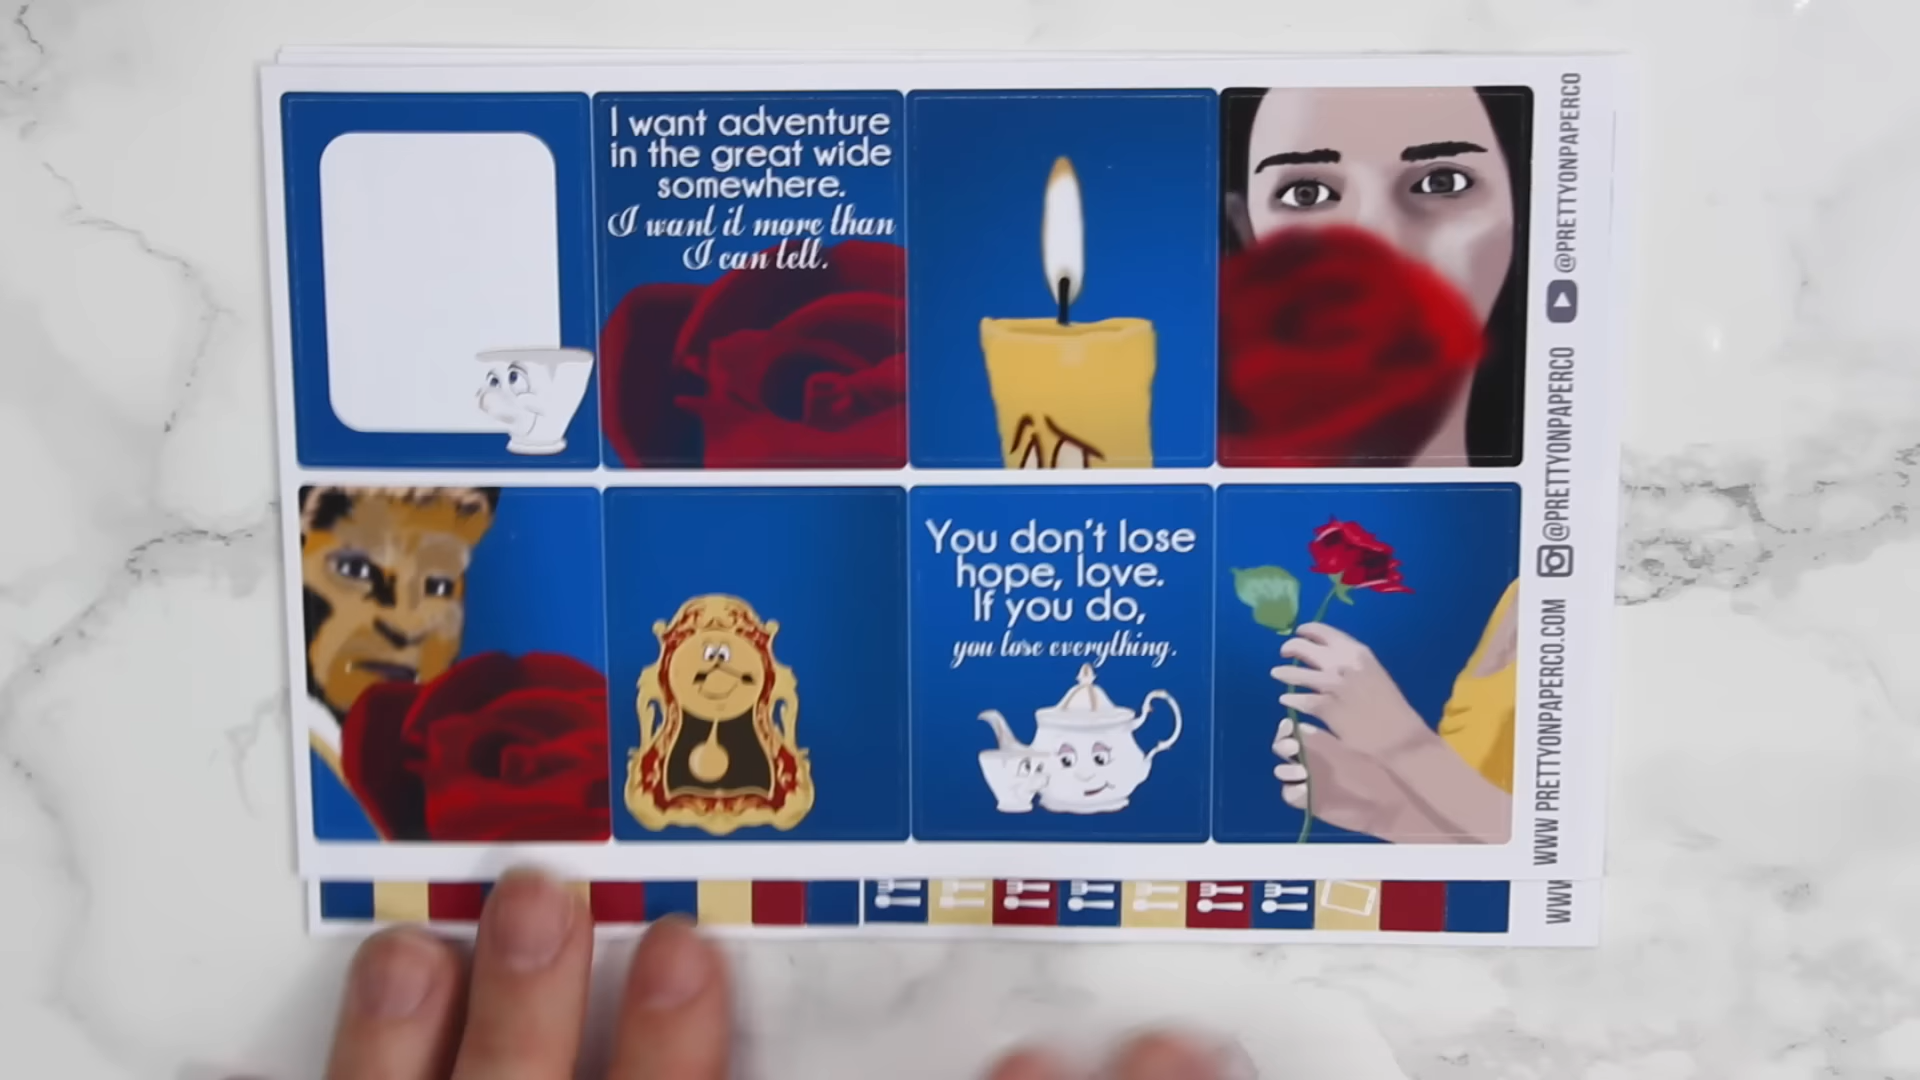 I want adventure
in the great wide
somewhere.
I want it more than
I can tell.
You don't lose
hope, love.
If you do,
you lose everything.
WWW.PRETTYONPAPERCO.COM
@PRETTYONPAPERCO
@PRETTYONPAPERCO
WWW